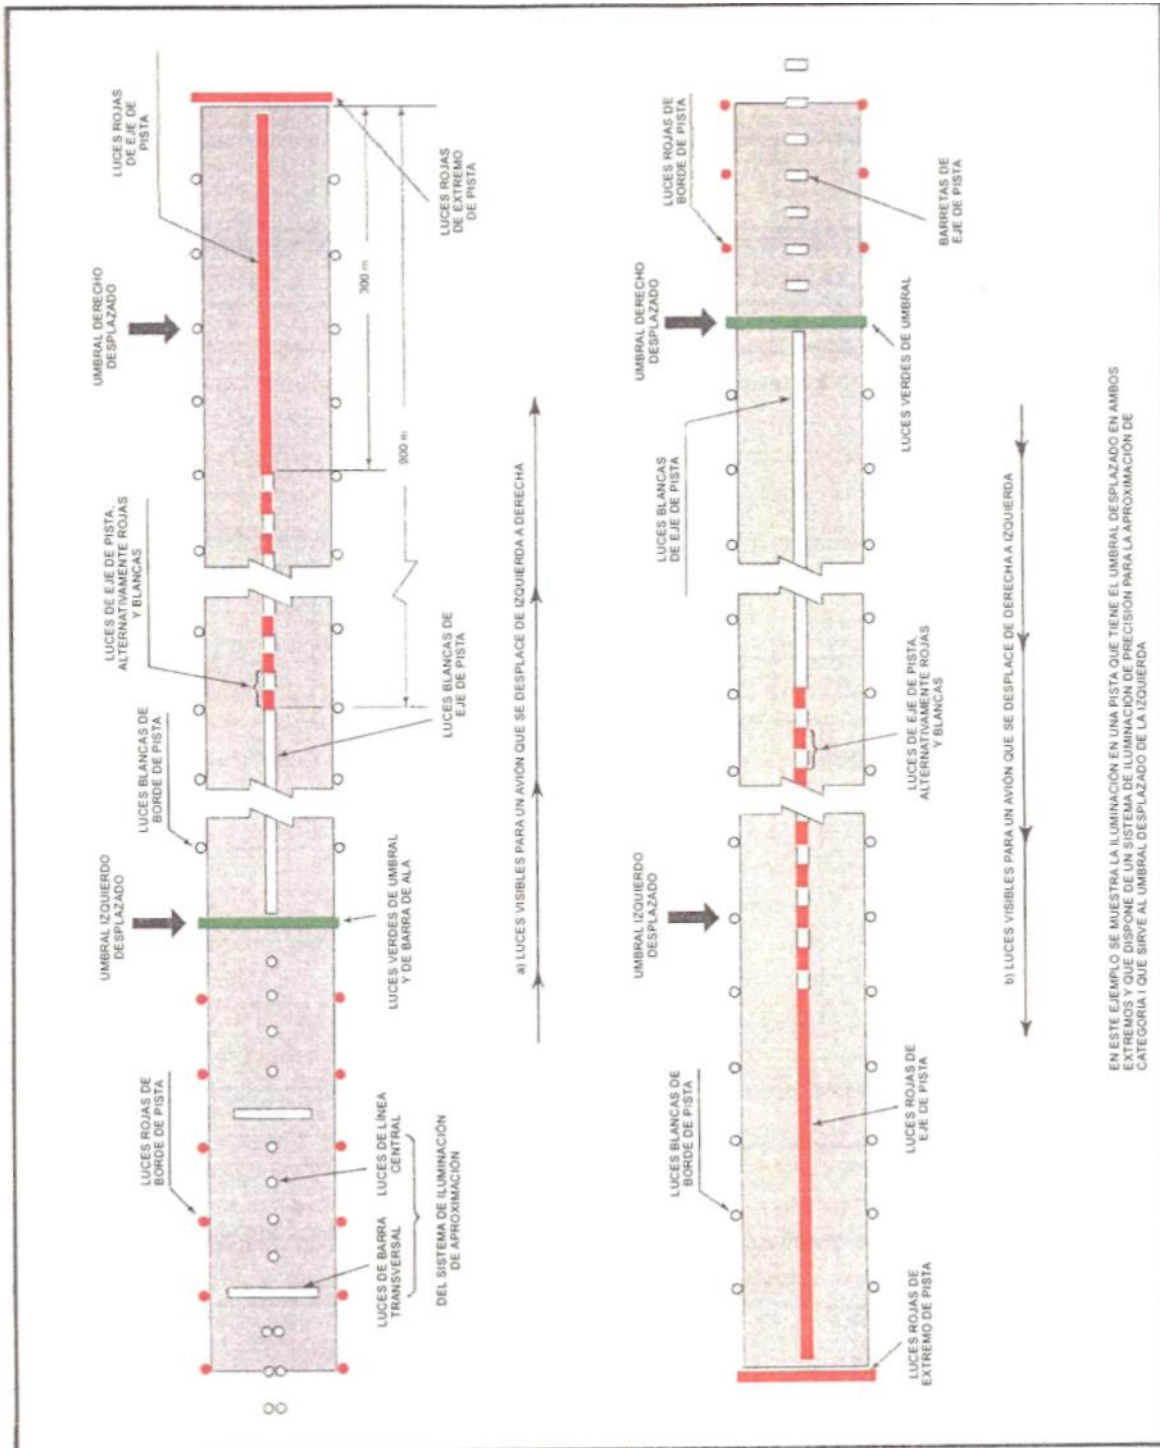 LUCES ROJAS DE
BORDE DE PISTA
UMBRAL IZQUIERDO
DESPLAZADO
LUCES BLANCAS DE
BORDE DE PISTA
LUCES DE EJE DE PISTA,
ALTERNATIVAMENTE ROJAS
Y BLANCAS
UMBRAL DERECHO
DESPLAZADO
LUCES ROJAS
DE EJE DE
PISTA
LUCES DE BARRA
TRANSVERSAL
LUCES DE LÍNEA
CENTRAL
DEL SISTEMA DE ILUMINACIÓN
DE APROXIMACIÓN
LUCES VERDES DE UMBRAL
Y DE BARRA DE ALA
LUCES BLANCAS DE
EJE DE PISTA
300 m
900 m
LUCES ROJAS
DE EXTREMO
DE PISTA
a) LUCES VISIBLES PARA UN AVIÓN QUE SE DESPLACE DE IZQUIERDA A DERECHA
LUCES BLANCAS DE
BORDE DE PISTA
UMBRAL IZQUIERDO
DESPLAZADO
LUCES BLANCAS
DE EJE DE PISTA
UMBRAL DERECHO
DESPLAZADO
LUCES ROJAS DE
BORDE DE PISTA
LUCES ROJAS DE
EXTREMO DE PISTA
LUCES ROJAS DE
EJE DE PISTA
LUCES DE EJE DE PISTA,
ALTERNATIVAMENTE ROJAS
Y BLANCAS
LUCES VERDES DE UMBRAL
BARRETAS DE
EJE DE PISTA
b) LUCES VISIBLES PARA UN AVIÓN QUE SE DESPLACE DE DERECHA A IZQUIERDA
EN ESTE EJEMPLO SE MUESTRA LA ILUMINACIÓN EN UNA PISTA QUE TIENE EL UMBRAL DESPLAZADO EN AMBOS
EXTREMOS Y QUE DISPONE DE UN SISTEMA DE ILUMINACIÓN DE PRECISIÓN PARA LA APROXIMACIÓN DE
CATEGORÍA I QUE SIRVE AL UMBRAL DESPLAZADO DE LA IZQUIERDA